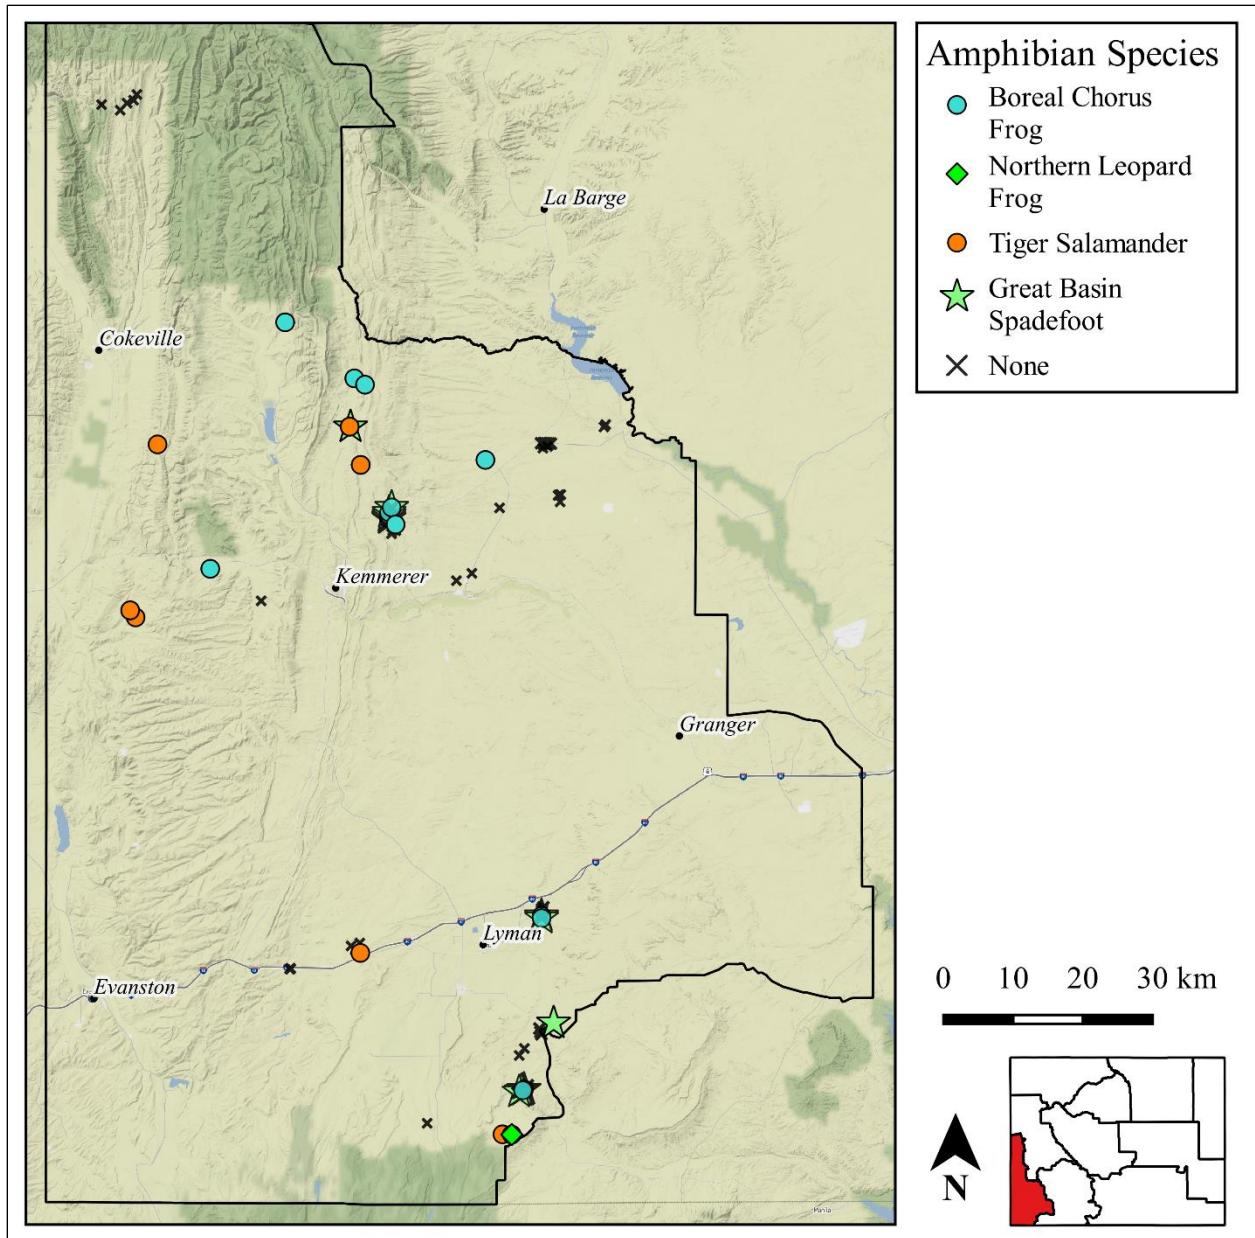 Amphibian Species
Boreal Chorus
Frog
Northern Leopard
Frog
Tiger Salamander
Great Basin
Spadefoot
None
La Barge
Cokeville
Kemmerer
Granger
Lyman
Evanston
Manila
0 10 20 30 km
N